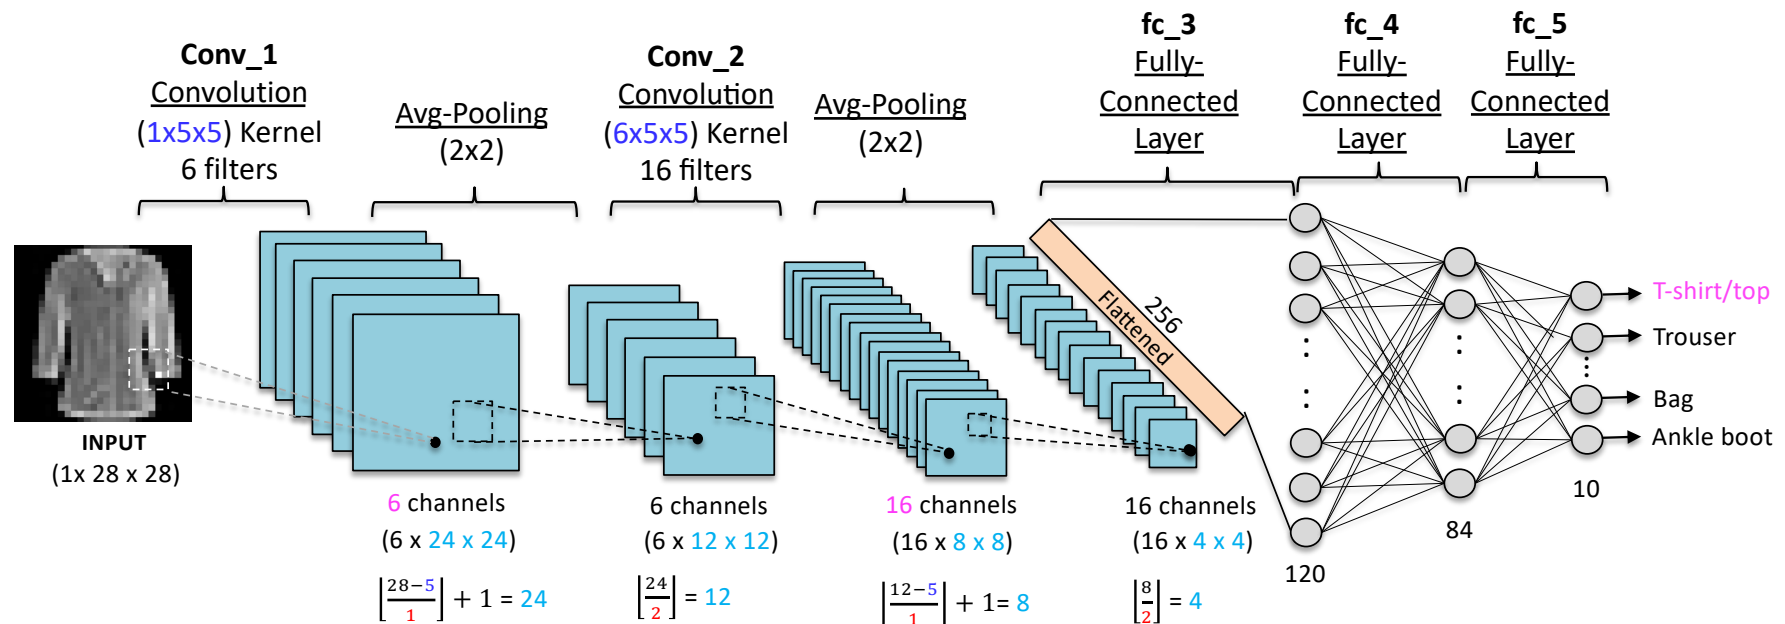 Conv_1
Convolution
(1x5x5) Kernel
6 filters
Avg-Pooling
(2x2)
Conv_2
Convolution
(6x5x5) Kernel
16 filters
Avg-Pooling
(2x2)
fc_3
Fully-
Connected
Layer
fc_4
Fully-
Connected
Layer
fc_5
Fully-
Connected
Layer
INPUT
(1x 28 x 28)
6 channels
(6 x 24 x 24)
⌊28−5/1⌋ + 1 = 24
6 channels
(6 x 12 x 12)
⌊24/2⌋ = 12
16 channels
(16 x 8 x 8)
⌊12−5/1⌋ + 1= 8
16 channels
(16 x 4 x 4)
⌊8/2⌋ = 4
256
Flattened
120
84
10
T-shirt/top
Trouser
Bag
Ankle boot